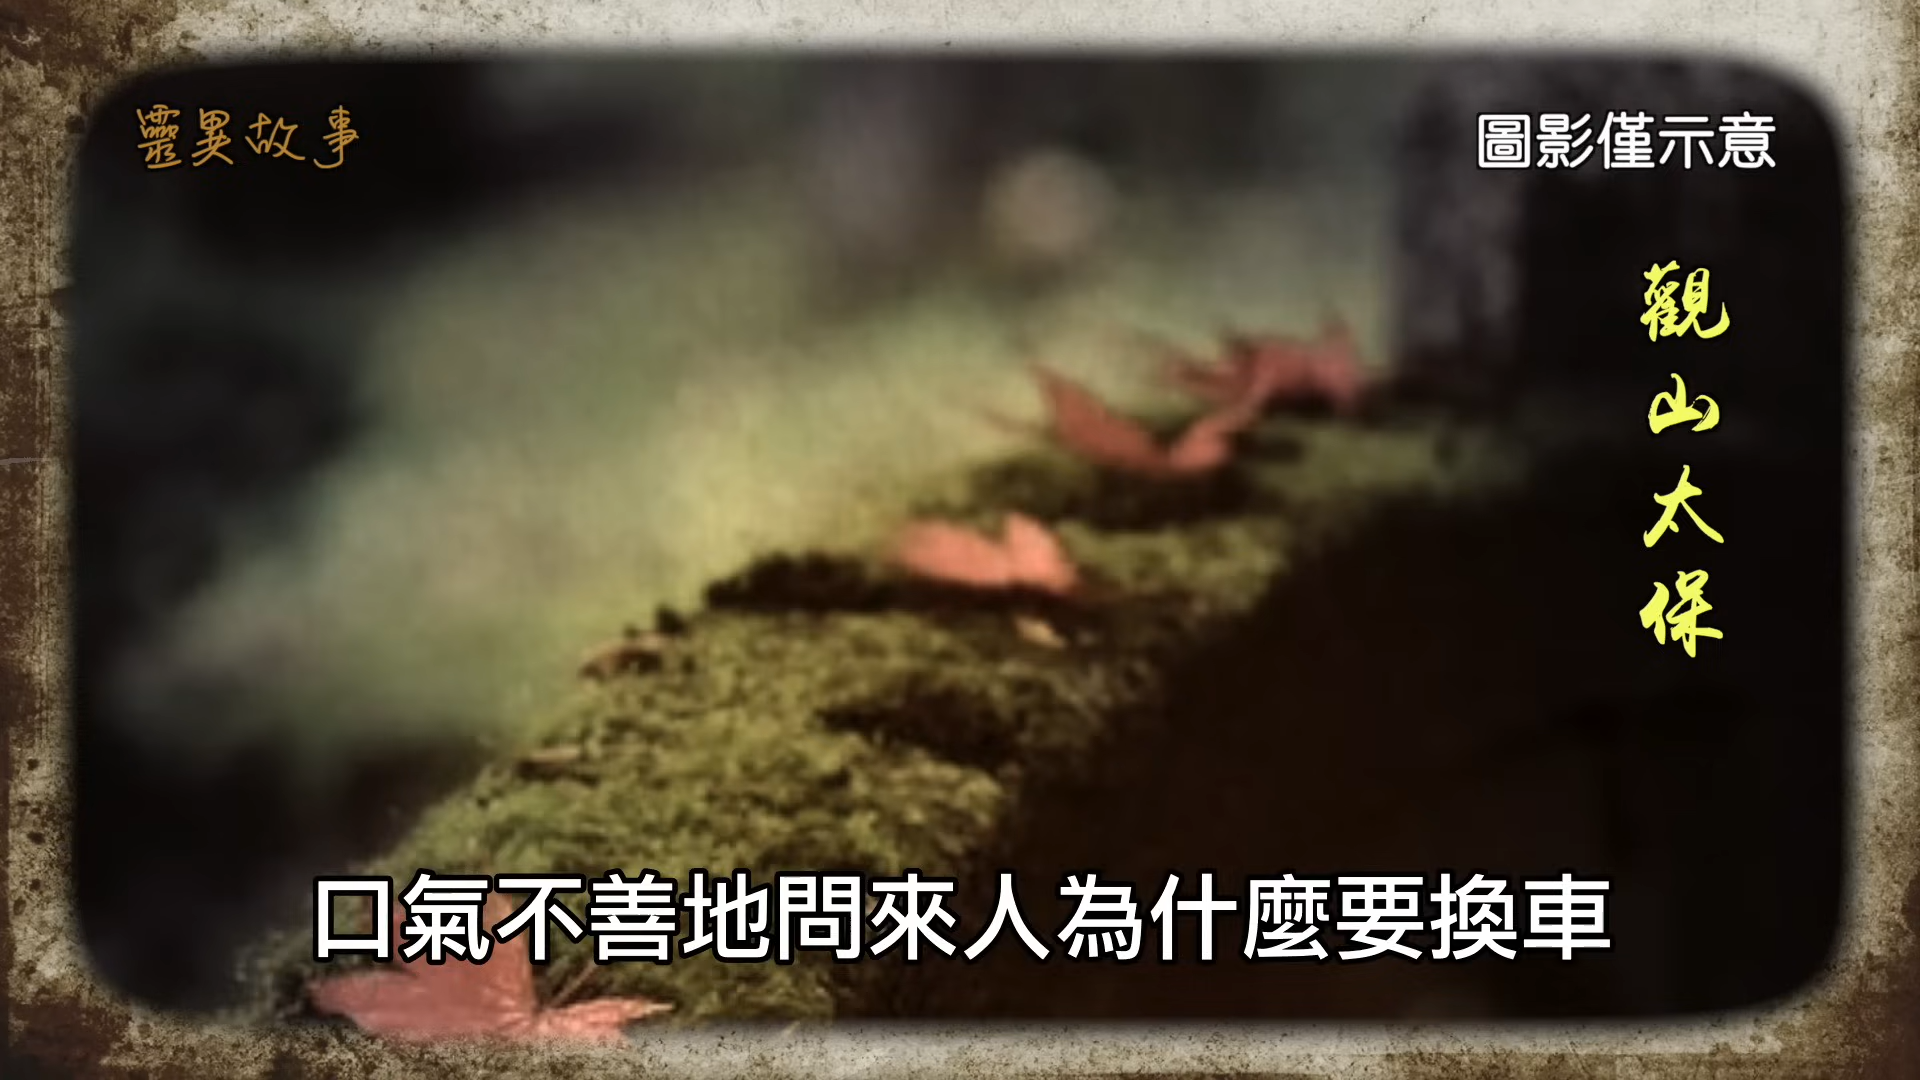 靈異故事
圖影僅示意
觀山太保
口氣不善地問來人為什麼要換車